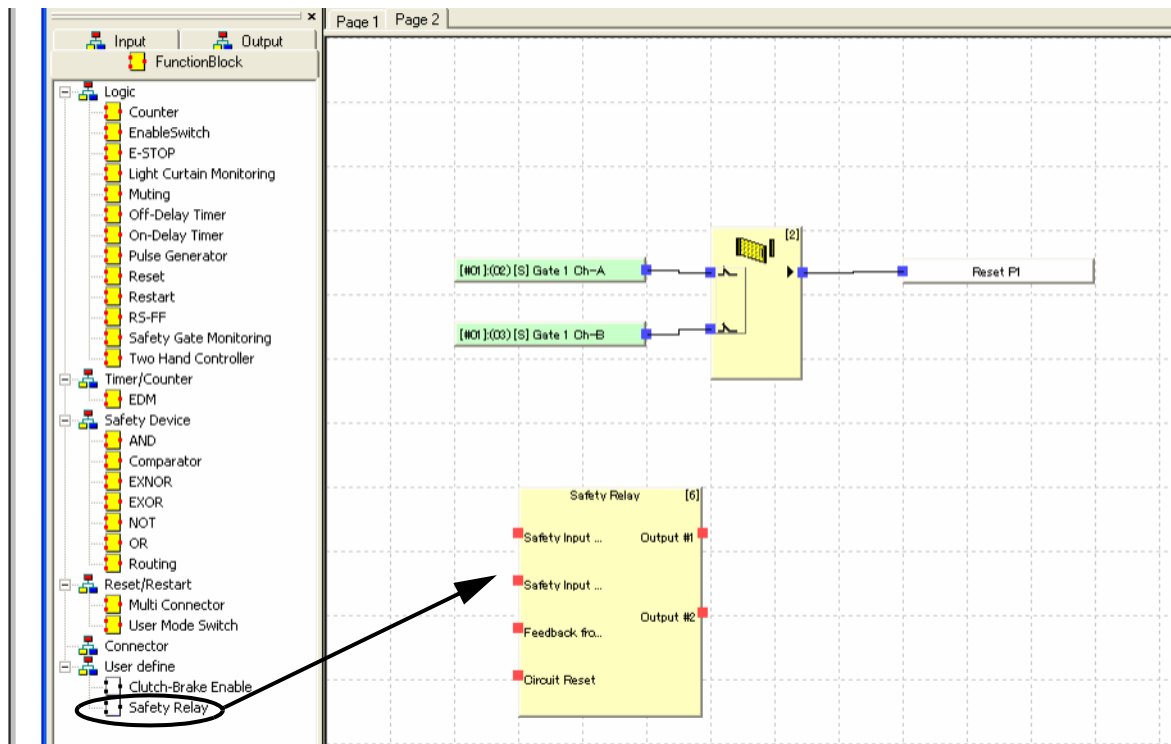 Input
Output
FunctionBlock
Logic
Counter
EnableSwitch
E-STOP
Light Curtain Monitoring
Muting
Off-Delay Timer
On-Delay Timer
Pulse Generator
Reset
Restart
RS-FF
Safety Gate Monitoring
Two Hand Controller
Timer/Counter
EDM
Safety Device
AND
Comparator
EXNOR
EXOR
NOT
OR
Routing
Reset/Restart
Multi Connector
User Mode Switch
Connector
User define
Clutch-Brake Enable
Safety Relay
Page 1
Page 2
[#01]:(02)[S] Gate 1 Ch-A
[#01]:(03)[S] Gate 1 Ch-B
[2]
Reset P1
Safety Relay [6]
Safety Input ... Output #1
Safety Input ...
Output #2
Feedback fro...
Circuit Reset